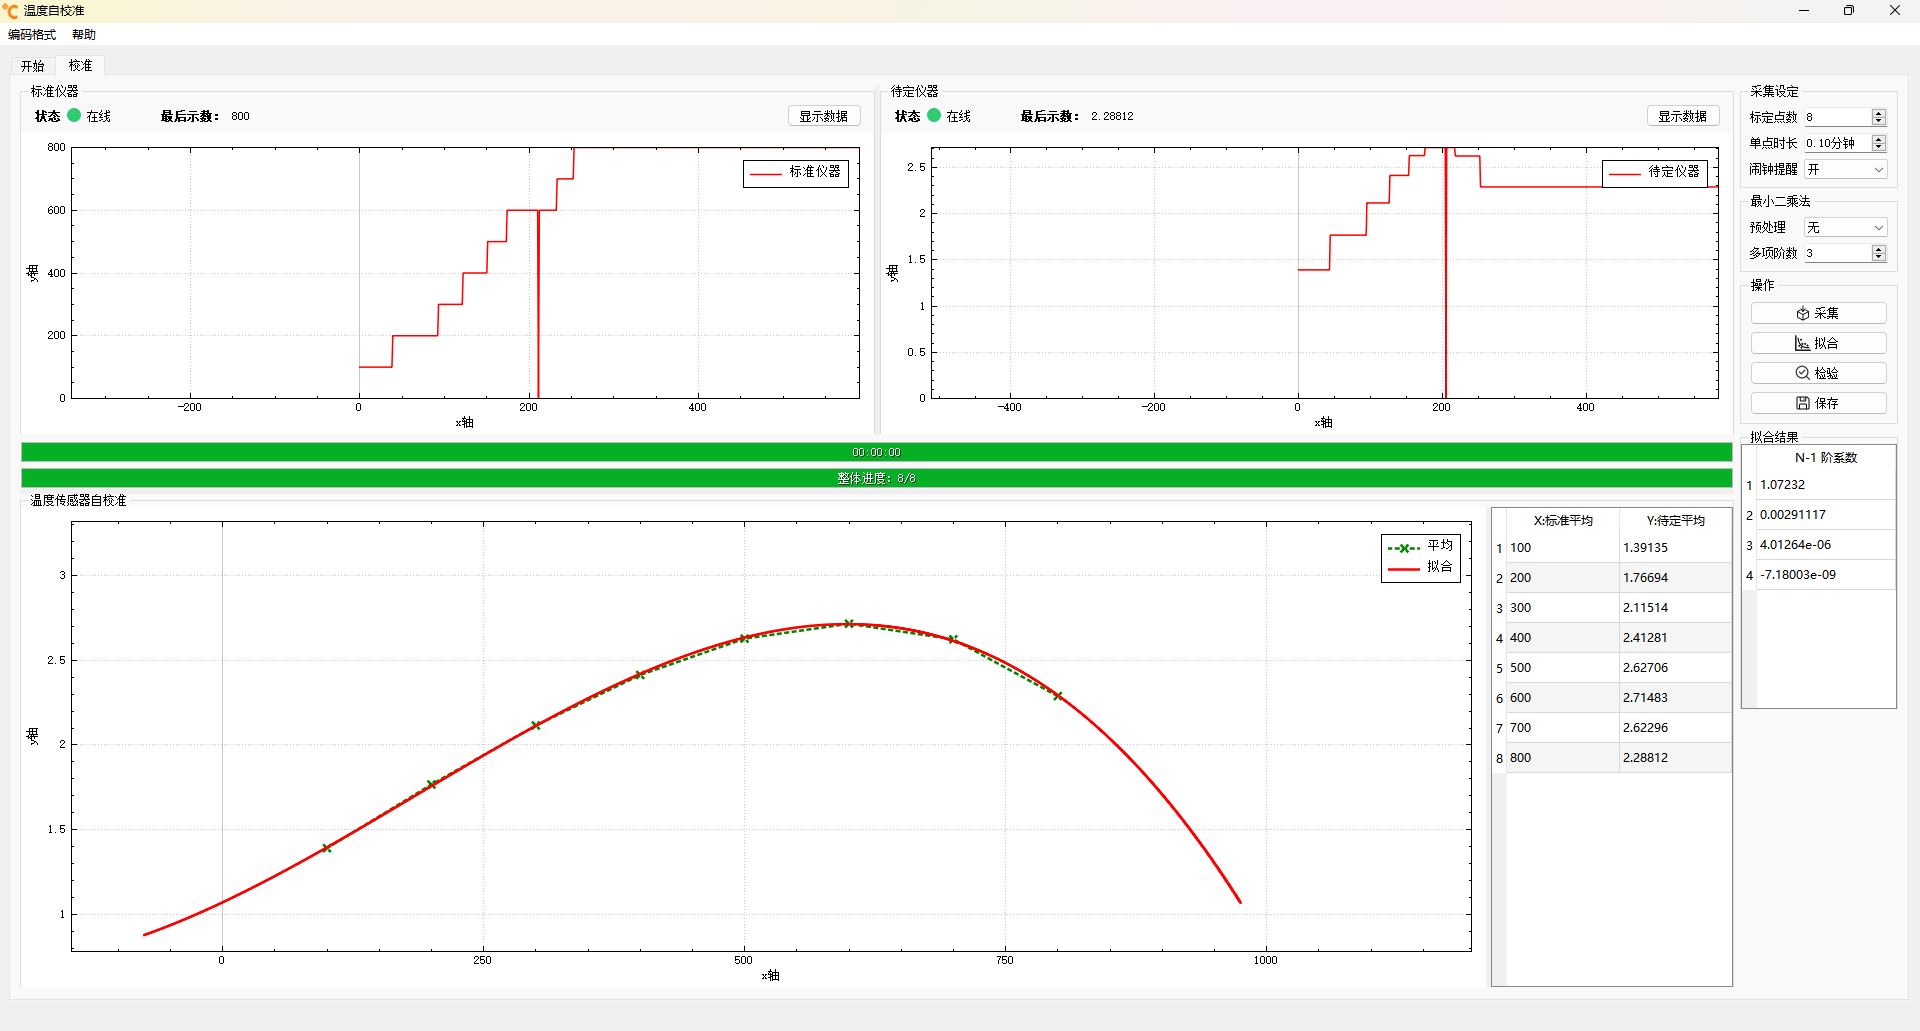 温度自校准
编码格式 帮助
开始 校准
标准仪器
状态 在线 最后示数: 800 显示数据
800
600
400
200
0
-200 0 200 400
y轴
x轴
标准仪器
待定仪器
状态 在线 最后示数: 2.28812 显示数据
2.5
2
1.5
1
0.5
0
-400 -200 0 200 400
y轴
x轴
待定仪器
00:00:00
整体进度: 8/8
温度传感器自校准
3
2.5
2
1.5
1
0 250 500 750 1000
y轴
x轴
平均
拟合
X:标准平均 Y:待定平均
1 100 1.39135
2 200 1.76694
3 300 2.11514
4 400 2.41281
5 500 2.62706
6 600 2.71483
7 700 2.62296
8 800 2.28812
采集设定
标定点数 8
单点时长 0.10分钟
闹钟提醒 开
最小二乘法
预处理 无
多项阶数 3
操作
采集
拟合
检验
保存
拟合结果
N-1 阶系数
1 1.07232
2 0.00291117
3 4.01264e-06
4 -7.18003e-09